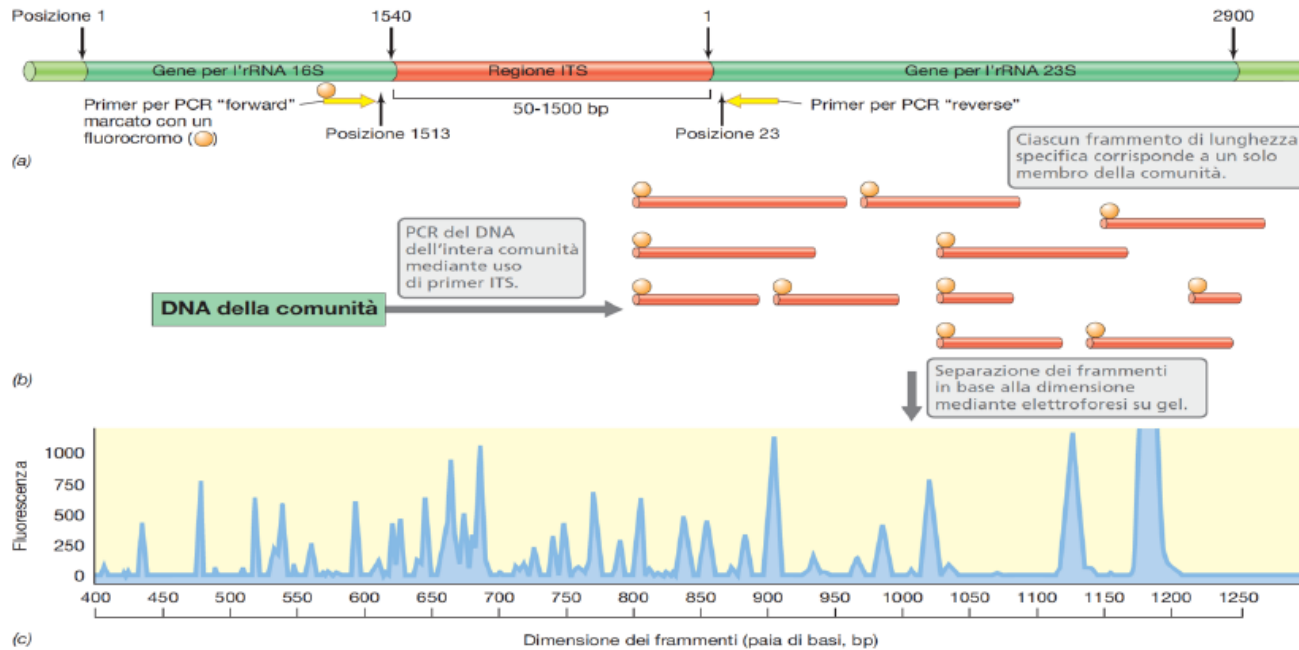 Posizione 1
1540
1
2900
Gene per l'rRNA 16S
Regione ITS
Gene per l'rRNA 23S
Primer per PCR "forward"
marcato con un
fluorocromo ( )
Posizione 1513
50-1500 bp
Posizione 23
Primer per PCR "reverse"
(a)
Ciascun frammento di lunghezza
specifica corrisponde a un solo
membro della comunità.
PCR del DNA
dell'intera comunità
mediante uso
di primer ITS.
DNA della comunità
(b)
Separazione dei frammenti
in base alla dimensione
mediante elettroforesi su gel.
Fluorescenza
1000
750
500
250
0
400 450 500 550 600 650 700 750 800 850 900 950 1000 1050 1100 1150 1200 1250
(c)
Dimensione dei frammenti (paia di basi, bp)